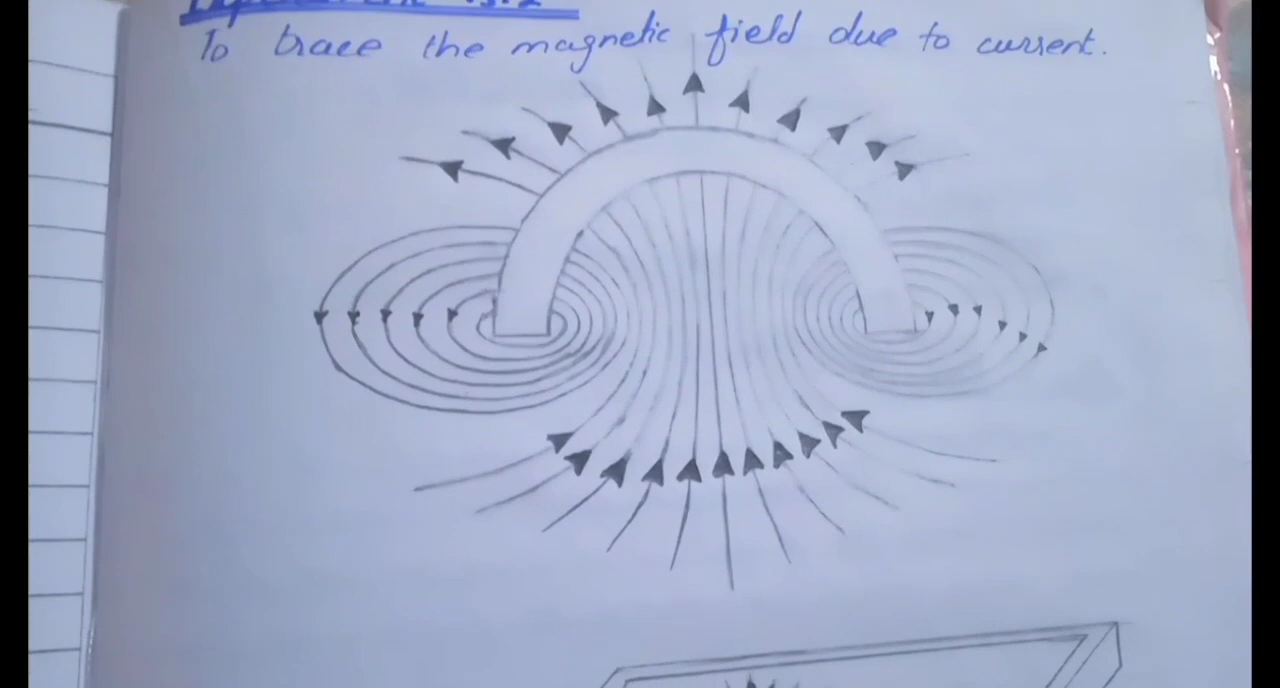 To trace the magnetic field due to current.